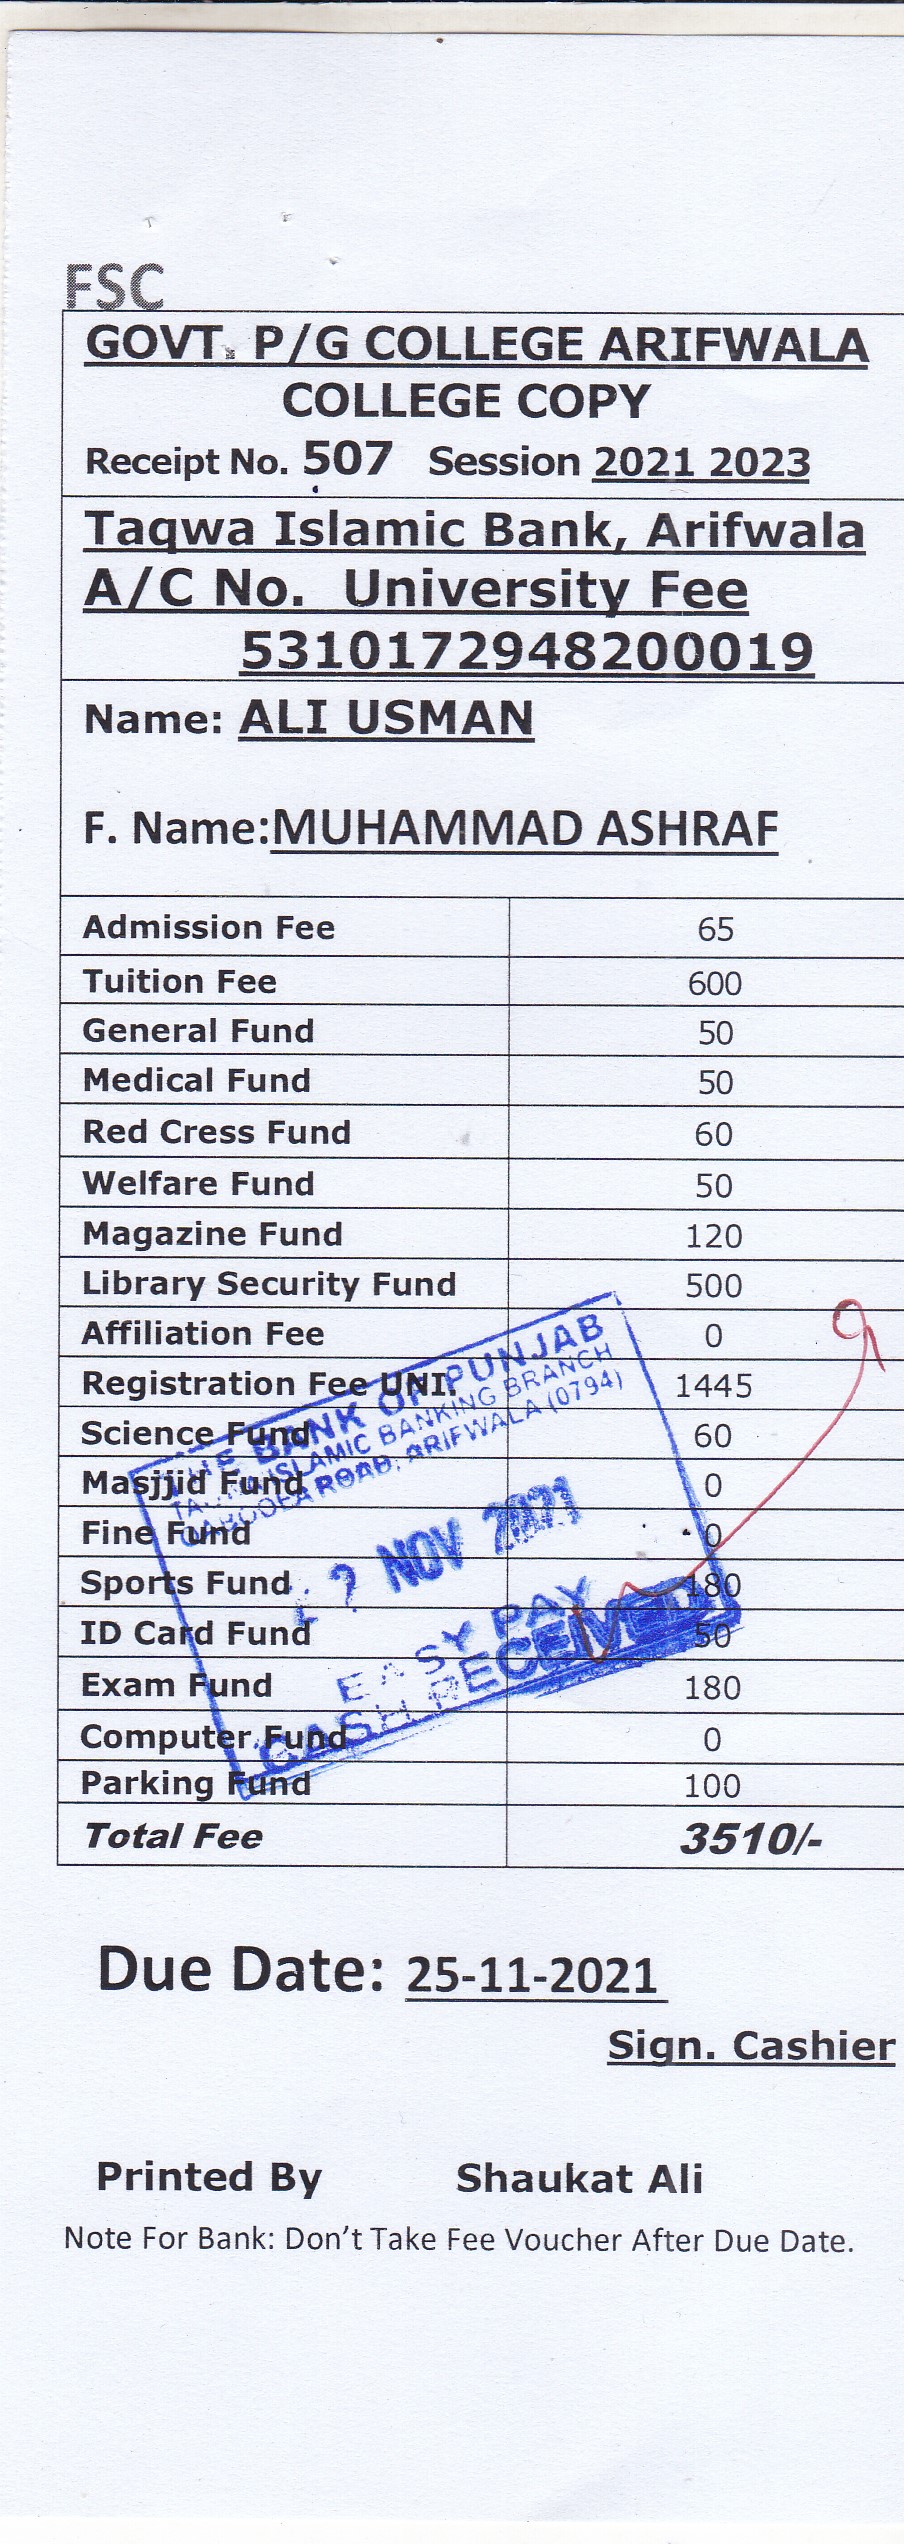 FSC
GOVT. P/G COLLEGE ARIFWALA
COLLEGE COPY
Receipt No. 507 Session 2021 2023
Taqwa Islamic Bank, Arifwala
A/C No. University Fee
5310172948200019
Name: ALI USMAN
F. Name:MUHAMMAD ASHRAF
Admission Fee 65
Tuition Fee 600
General Fund 50
Medical Fund 50
Red Cress Fund 60
Welfare Fund 50
Magazine Fund 120
Library Security Fund 500
Affiliation Fee 0
Registration Fee UNI. 1445
Science Fund 60
Masjjid Fund 0
Fine Fund 0
Sports Fund 180
ID Card Fund 50
Exam Fund 180
Computer Fund 0
Parking Fund 100
Total Fee 3510/-
THE BANK OF PUNJAB
ISLAMIC BANKING BRANCH
ROAD, ARIFWALA (0794)
NOV 2021
EASY PAY
CASH RECEIVED
Due Date: 25-11-2021
Sign. Cashier
Printed By Shaukat Ali
Note For Bank: Don't Take Fee Voucher After Due Date.